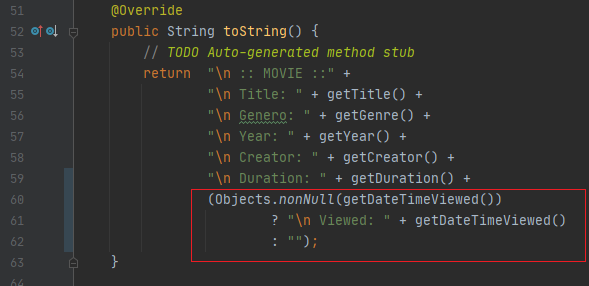 51 @Override
52 public String toString() {
53 // TODO Auto-generated method stub
54 return "\n :: MOVIE ::" +
55 "\n Title: " + getTitle() +
56 "\n Genero: " + getGenre() +
57 "\n Year: " + getYear() +
58 "\n Creator: " + getCreator() +
59 "\n Duration: " + getDuration() +
60 (Objects.nonNull(getDateTimeViewed())
61 ? "\n Viewed: " + getDateTimeViewed()
62 : "");
63 }
64